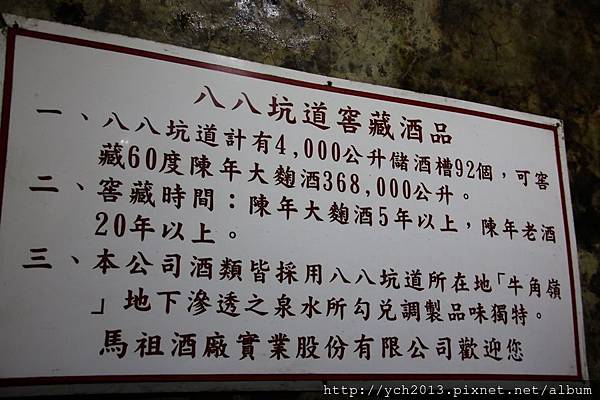 八八坑道窖藏酒品
一、八八坑道計有4,000公升儲酒槽92個，可窖
藏60度陳年大麴酒368,000公升。
二、窖藏時間：陳年大麴酒5年以上，陳年老酒
20年以上。
三、本公司酒類皆採用八八坑道所在地「牛角嶺
」地下滲透之泉水所勾兌調製品味獨特。
馬祖酒廠實業股份有限公司歡迎您
http://ych2013.pixnet.net/album